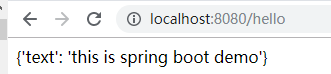 localhost:8080/hello
{'text': 'this is spring boot demo'}